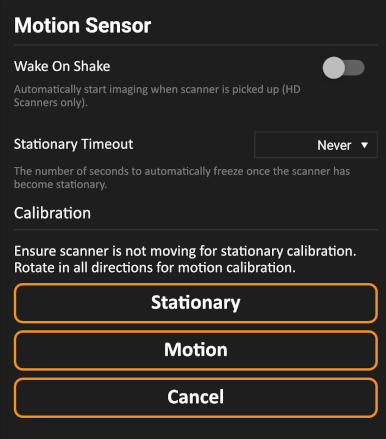 Motion Sensor
Wake On Shake
Automatically start imaging when scanner is picked up (HD
Scanners only).
Stationary Timeout
Never
The number of seconds to automatically freeze once the scanner has
become stationary.
Calibration
Ensure scanner is not moving for stationary calibration.
Rotate in all directions for motion calibration.
Stationary
Motion
Cancel